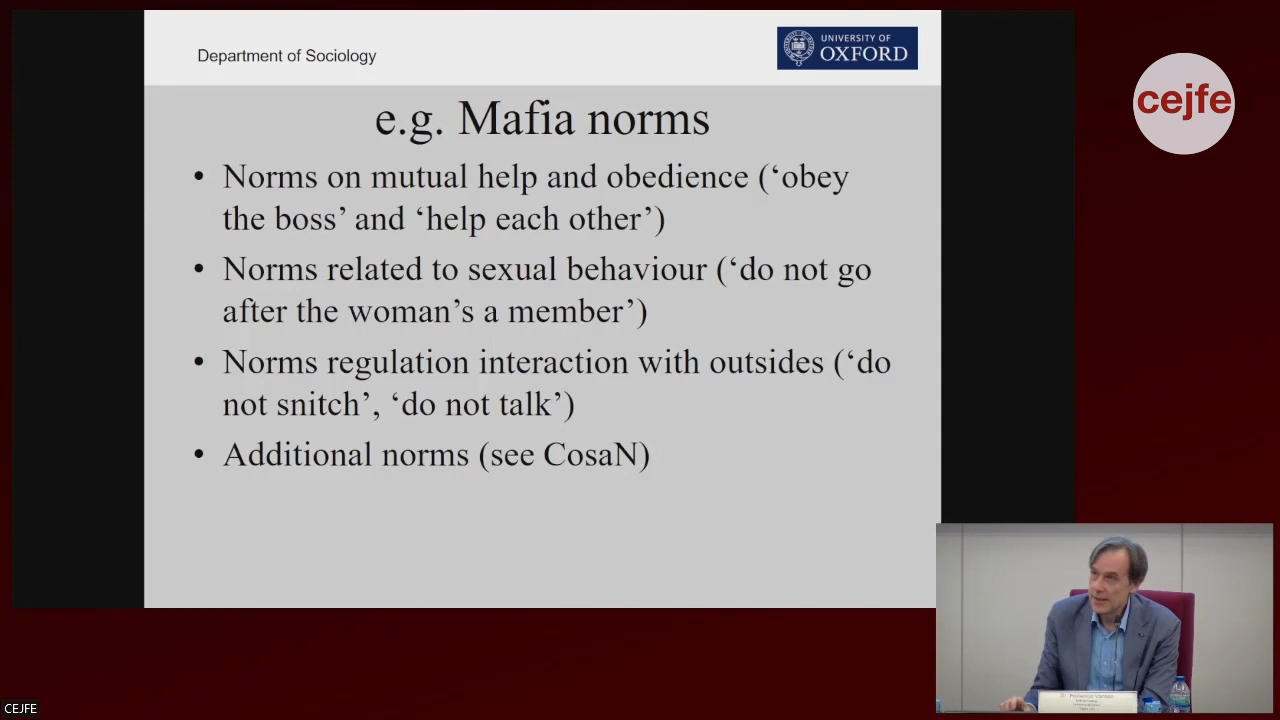 Department of Sociology
UNIVERSITY OF
OXFORD
cejfe
e.g. Mafia norms
• Norms on mutual help and obedience (‘obey
the boss’ and ‘help each other’)
• Norms related to sexual behaviour (‘do not go
after the woman’s a member’)
• Norms regulation interaction with outsides (‘do
not snitch’, ‘do not talk’)
• Additional norms (see CosaN)
CEJFE